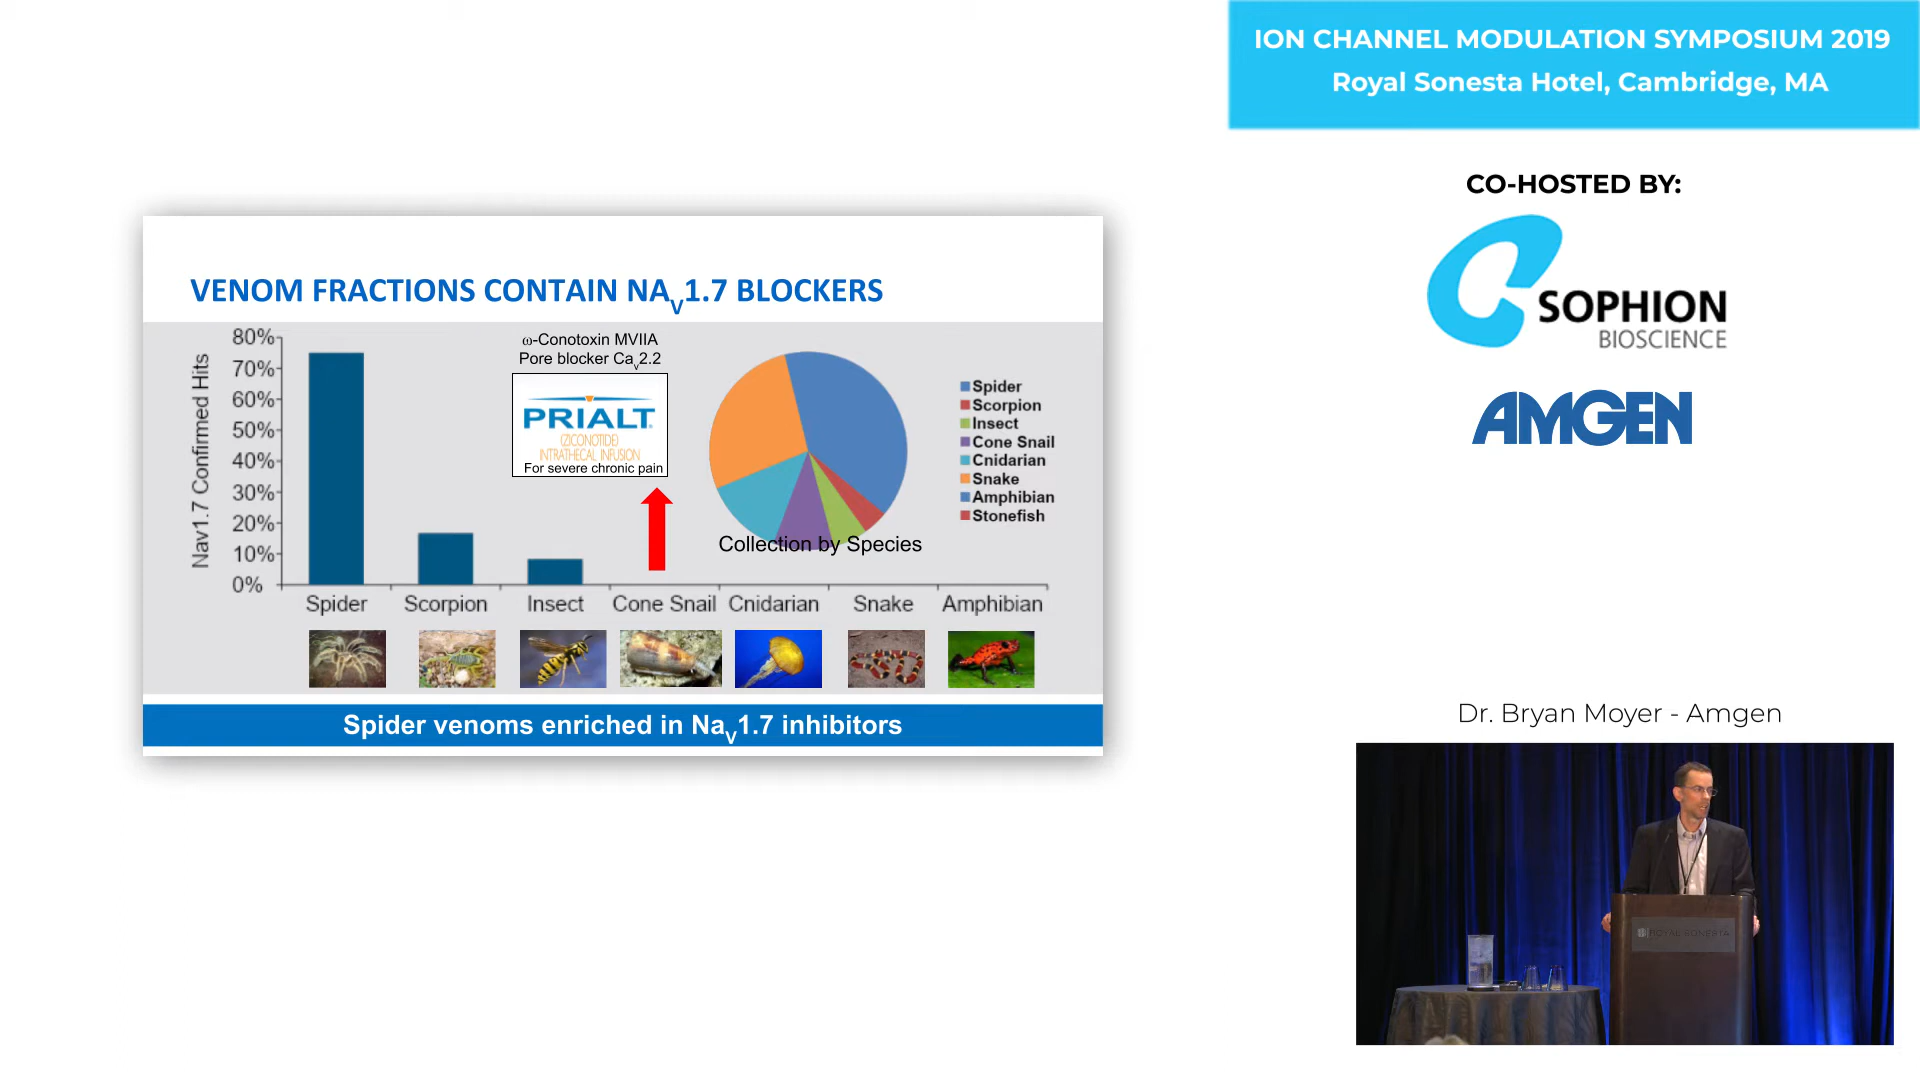 ION CHANNEL MODULATION SYMPOSIUM 2019
Royal Sonesta Hotel, Cambridge, MA
CO-HOSTED BY:
SOPHION
BIOSCIENCE
AMGEN
VENOM FRACTIONS CONTAIN NAV1.7 BLOCKERS
Nav1.7 Confirmed Hits
80%
70%
60%
50%
40%
30%
20%
10%
0%
Spider
Scorpion
Insect
Cone Snail
Cnidarian
Snake
Amphibian
ω-Conotoxin MVIIA
Pore blocker Cav2.2
PRIALT
(ZICONOTIDE)
INTRATHECAL INFUSION
For severe chronic pain
Spider
Scorpion
Insect
Cone Snail
Cnidarian
Snake
Amphibian
Stonefish
Collection by Species
Spider venoms enriched in NaV1.7 inhibitors
Dr. Bryan Moyer - Amgen
ROYAL SONESTA